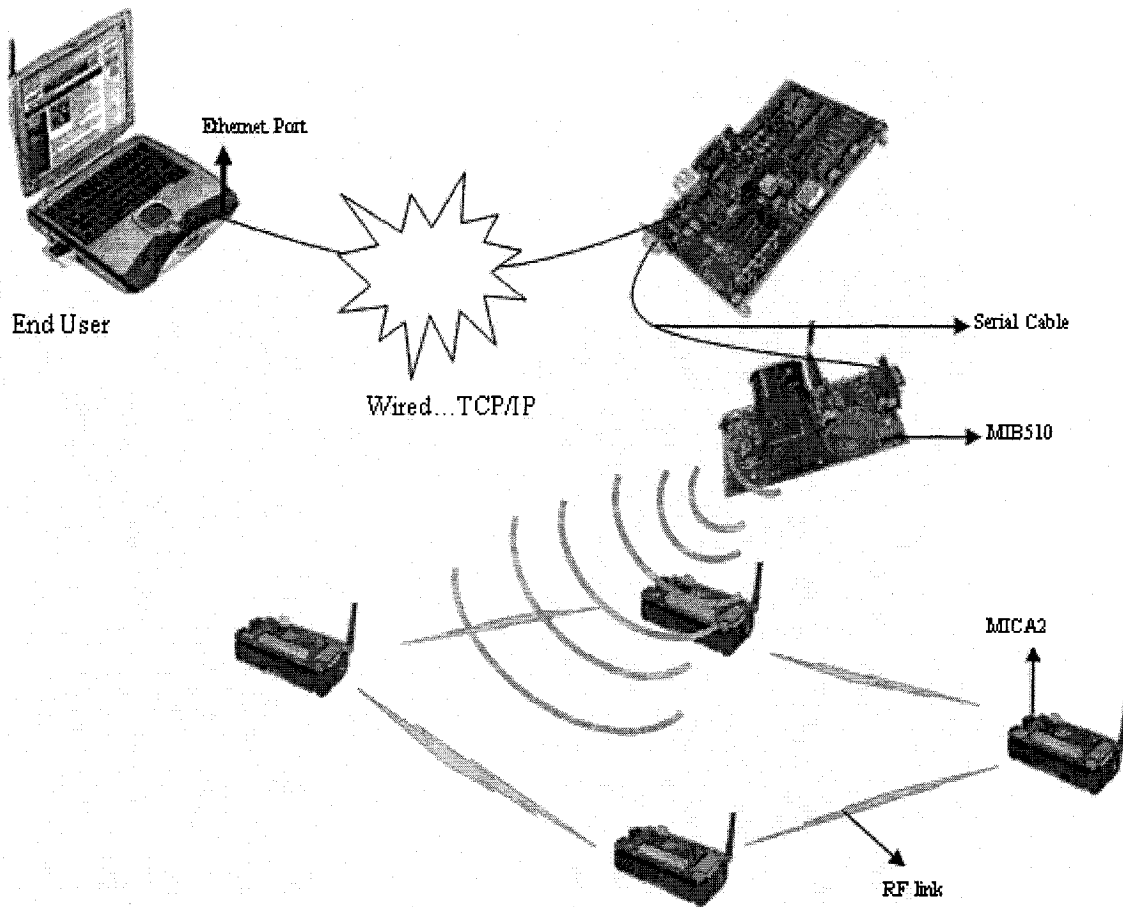 Ethernet Port
End User
Serial Cable
Wired...TCP/IP
MIB510
MICA2
RF link